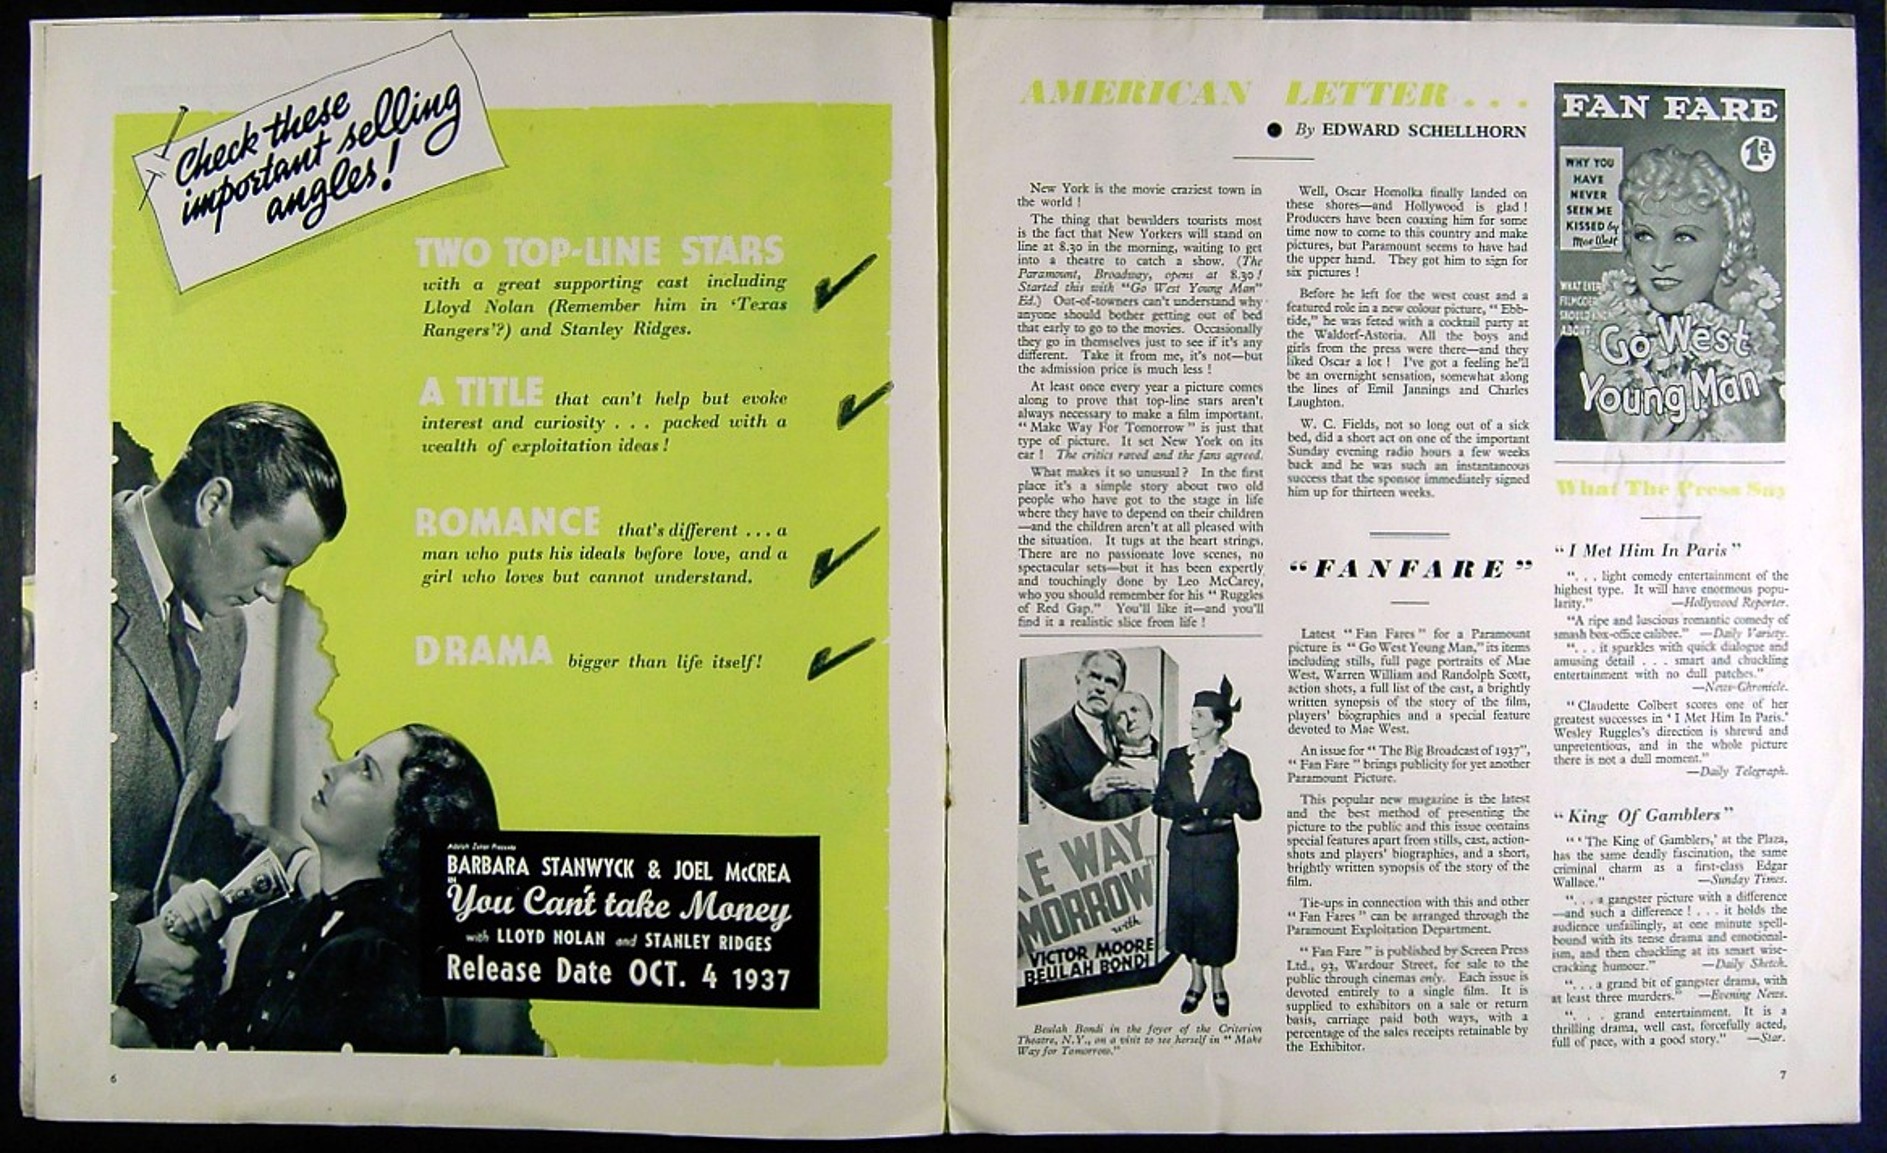 Check these
important selling
angles!
TWO TOP-LINE STARS
with a great supporting cast including
Lloyd Nolan (Remember him in 'Texas
Rangers'?) and Stanley Ridges.
A TITLE that can't help but evoke
interest and curiosity . . . packed with a
wealth of exploitation ideas !
ROMANCE that's different . . . a
man who puts his ideals before love, and a
girl who loves but cannot understand.
DRAMA bigger than life itself!
Adolph Zukor Presents
BARBARA STANWYCK & JOEL McCREA
IN
You Can't take Money
with LLOYD NOLAN and STANLEY RIDGES
Release Date OCT. 4 1937
6
AMERICAN LETTER . . .
● By EDWARD SCHELLHORN
New York is the movie craziest town in
the world !
The thing that bewilders tourists most
is the fact that New Yorkers will stand on
line at 8.30 in the morning, waiting to get
into a theatre to catch a show. (The
Paramount, Broadway, opens at 8.30!
Started this with "Go West Young Man"
Ed.) Out-of-towners can't understand why
anyone should bother getting out of bed
that early to go to the movies. Occasionally
they go in themselves just to see if it's any
different. Take it from me, it's not—but
the admission price is much less !
At least once every year a picture comes
along to prove that top-line stars aren't
always necessary to make a film important.
" Make Way For Tomorrow " is just that
type of picture. It set New York on its
ear ! The critics raved and the fans agreed.
What makes it so unusual ? In the first
place it's a simple story about two old
people who have got to the stage in life
where they have to depend on their children
—and the children aren't at all pleased with
the situation. It tugs at the heart strings.
There are no passionate love scenes, no
spectacular sets—but it has been expertly
and touchingly done by Leo McCarey,
who you should remember for his " Ruggles
of Red Gap." You'll like it—and you'll
find it a realistic slice from life !
KE WAY
MORROW
with
VICTOR MOORE
BEULAH BONDI
Beulah Bondi in the foyer of the Criterion
Theatre, N.Y., on a visit to see herself in " Make
Way for Tomorrow."
Well, Oscar Homolka finally landed on
these shores—and Hollywood is glad !
Producers have been coaxing him for some
time now to come to this country and make
pictures, but Paramount seems to have had
the upper hand. They got him to sign for
six pictures !
Before he left for the west coast and a
featured role in a new colour picture, " Ebb-
tide," he was feted with a cocktail party at
the Waldorf-Astoria. All the boys and
girls from the press were there—and they
liked Oscar a lot ! I've got a feeling he'll
be an overnight sensation, somewhat along
the lines of Emil Jannings and Charles
Laughton.
W. C. Fields, not so long out of a sick
bed, did a short act on one of the important
Sunday evening radio hours a few weeks
back and he was such an instantaneous
success that the sponsor immediately signed
him up for thirteen weeks.
" FANFARE "
Latest " Fan Fares " for a Paramount
picture is " Go West Young Man," its items
including stills, full page portraits of Mae
West, Warren William and Randolph Scott,
action shots, a full list of the cast, a brightly
written synopsis of the story of the film,
players' biographies and a special feature
devoted to Mae West.
An issue for " The Big Broadcast of 1937",
" Fan Fare " brings publicity for yet another
Paramount Picture.
This popular new magazine is the latest
and the best method of presenting the
picture to the public and this issue contains
special features apart from stills, cast, action-
shots and players' biographies, and a short,
brightly written synopsis of the story of the
film.
Tie-ups in connection with this and other
" Fan Fares " can be arranged through the
Paramount Exploitation Department.
" Fan Fare " is published by Screen Press
Ltd., 93, Wardour Street, for sale to the
public through cinemas only. Each issue is
devoted entirely to a single film. It is
supplied to exhibitors on a sale or return
basis, carriage paid both ways, with a
percentage of the sales receipts retainable by
the Exhibitor.
FAN FARE
1d.
WHY YOU
HAVE
NEVER
SEEN ME
KISSED by
Mae West
WHAT EVERY
FILMGOER
SHOULD KNOW
ABOUT
Go West
Young Man
What The Press Say
" I Met Him In Paris "
". . . light comedy entertainment of the
highest type. It will have enormous popu-
larity." —Hollywood Reporter.
"A ripe and luscious romantic comedy of
smash box-office calibre." —Daily Variety.
". . . it sparkles with quick dialogue and
amusing detail . . . smart and chuckling
entertainment with no dull patches."
—News-Chronicle.
" Claudette Colbert scores one of her
greatest successes in ' I Met Him In Paris.'
Wesley Ruggles's direction is shrewd and
unpretentious, and in the whole picture
there is not a dull moment."
—Daily Telegraph.
" King Of Gamblers "
" ' The King of Gamblers,' at the Plaza,
has the same deadly fascination, the same
criminal charm as a first-class Edgar
Wallace." —Sunday Times.
". . . a gangster picture with a difference
—and such a difference ! . . . it holds the
audience unfailingly, at one minute spell-
bound with its tense drama and emotional-
ism, and then chuckling at its smart wise-
cracking humour." —Daily Sketch.
". . . a grand bit of gangster drama, with
at least three murders." —Evening News.
". . . grand entertainment. It is a
thrilling drama, well cast, forcefully acted,
full of pace, with a good story." —Star.
7